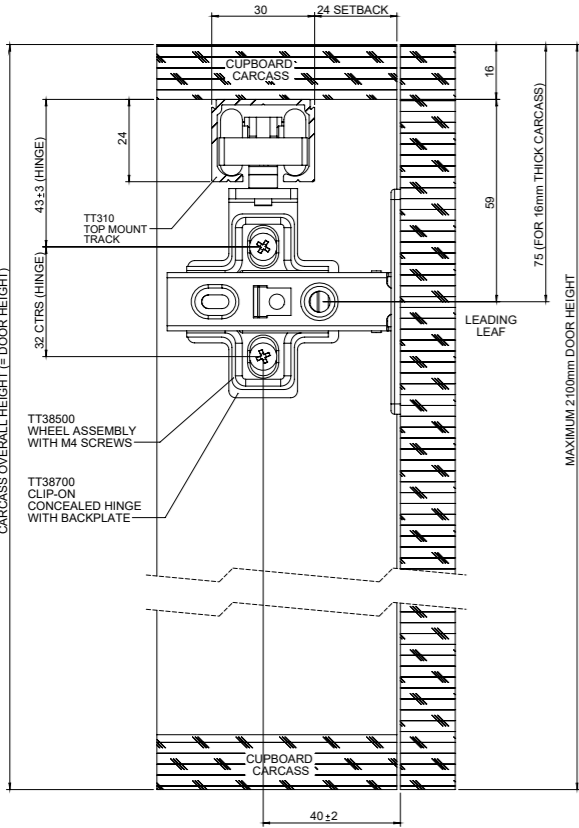 30
24 SETBACK
CUPBOARD
CARCASS
16
24
43±3 (HINGE)
59
75 (FOR 16mm THICK CARCASS)
TT310
TOP MOUNT
TRACK
32 CTRS (HINGE)
LEADING
LEAF
CARCASS OVERALL HEIGHT (= DOOR HEIGHT)
MAXIMUM 2100mm DOOR HEIGHT
TT38500
WHEEL ASSEMBLY
WITH M4 SCREWS
TT38700
CLIP-ON
CONCEALED HINGE
WITH BACKPLATE
CUPBOARD
CARCASS
40±2